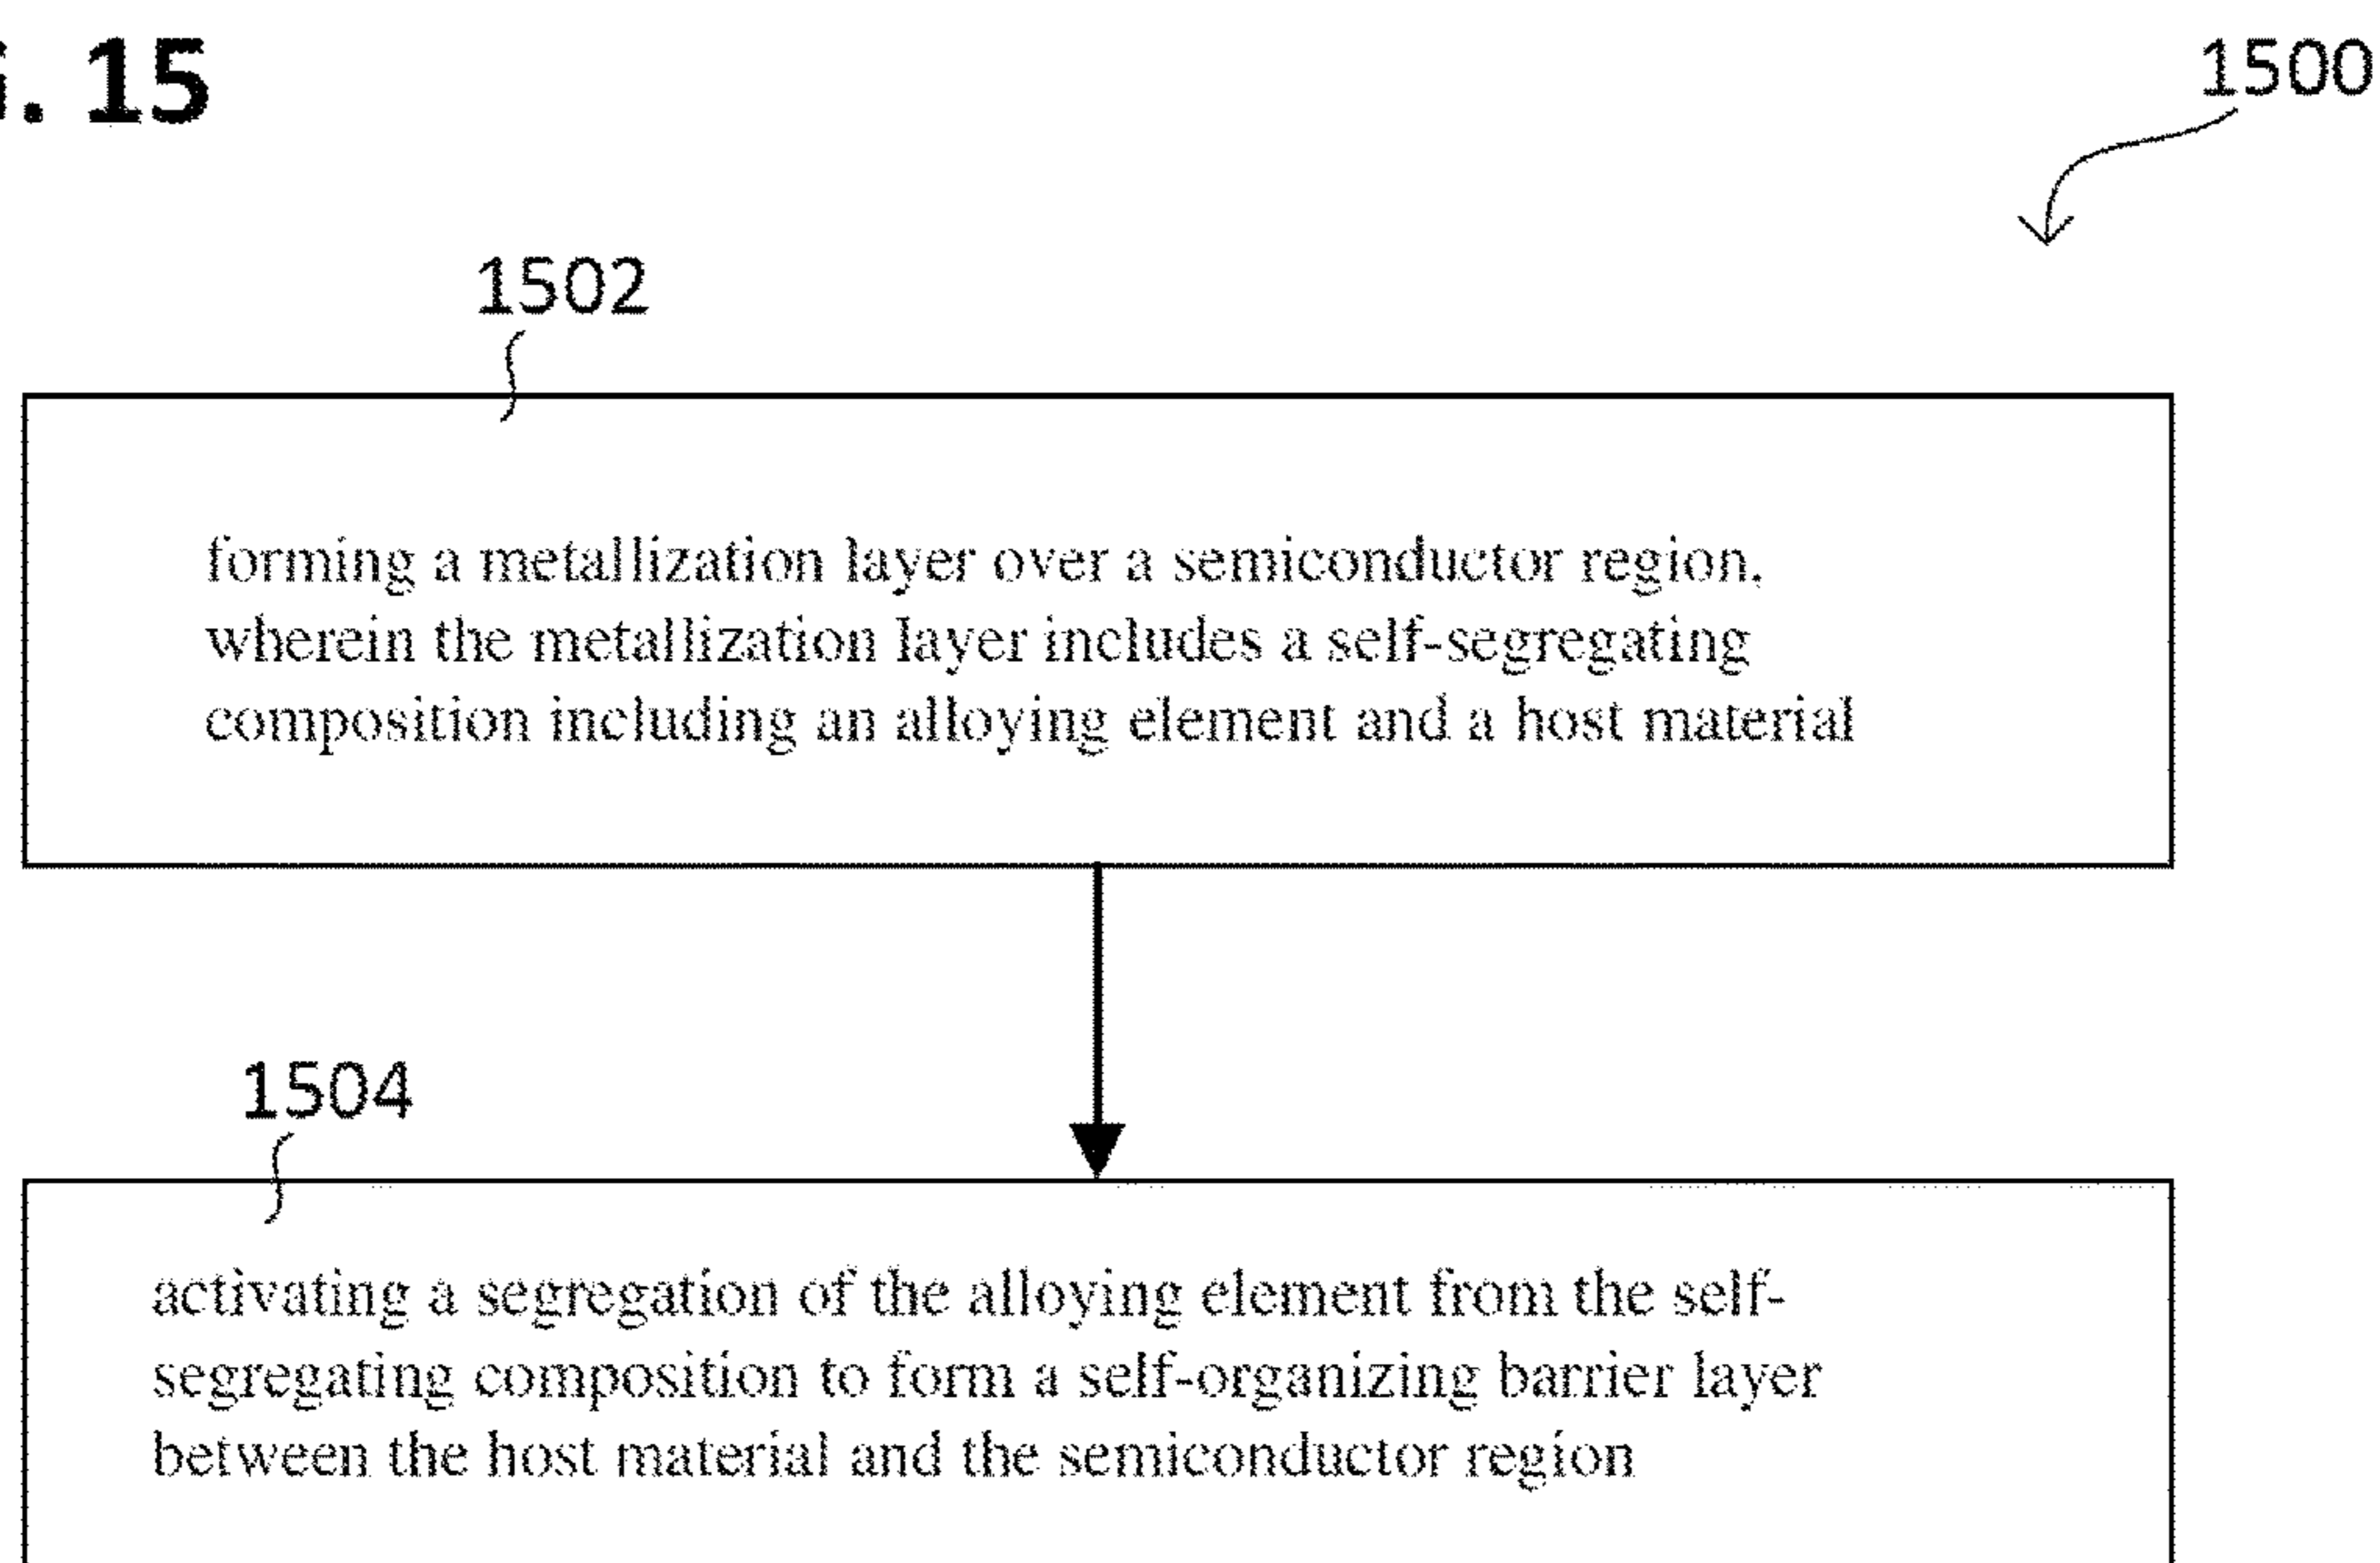 . 15
1500
1502
forming a metallization layer over a semiconductor region,
wherein the metallization layer includes a self-segregating
composition including an alloying element and a host material
1504
activating a segregation of the alloying element from the self-
segregating composition to form a self-organizing barrier layer
between the host material and the semiconductor region